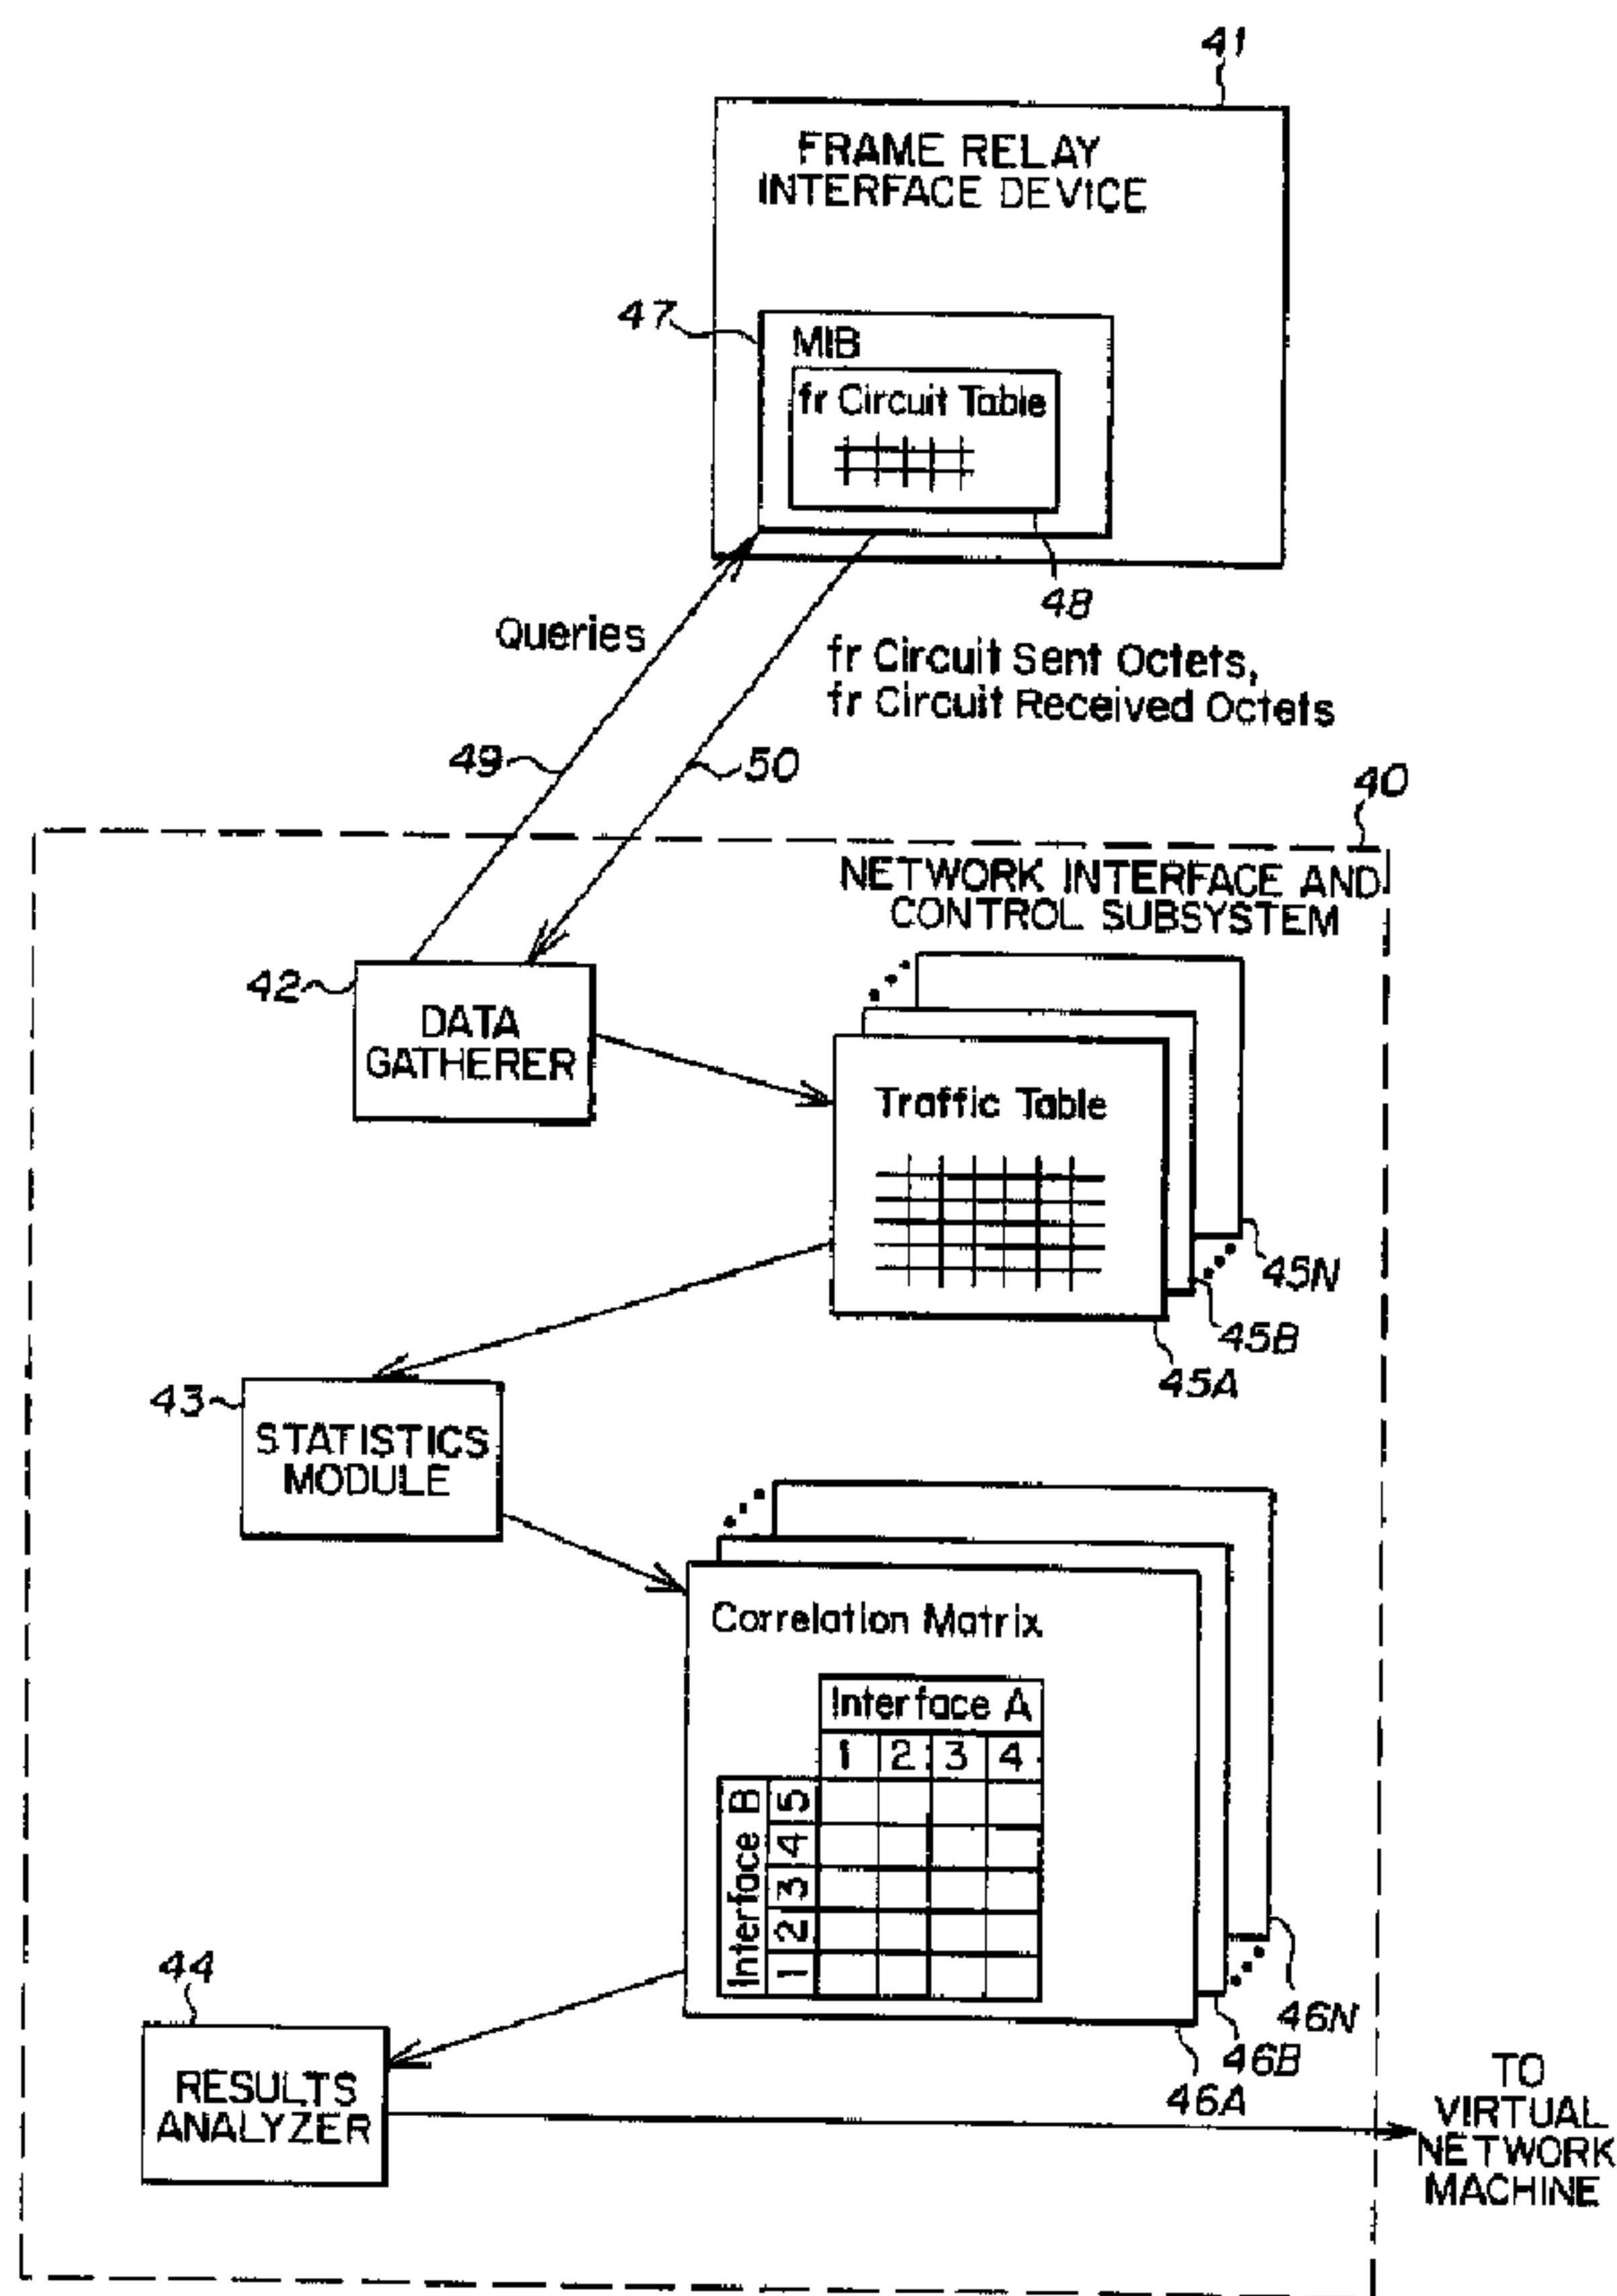 41
FRAME RELAY
INTERFACE DEVICE
47
MIB
fr Circuit Table
48
Queries
fr Circuit Sent Octets,
fr Circuit Received Octets
49
50
40
NETWORK INTERFACE AND
CONTROL SUBSYSTEM
42
DATA
GATHERER
Traffic Table
45N
45B
45A
43
STATISTICS
MODULE
Correlation Matrix
Interface A
1 2 3 4
Interface B
5
4
3
2
1
44
46N
46B
46A
RESULTS
ANALYZER
TO
VIRTUAL
NETWORK
MACHINE